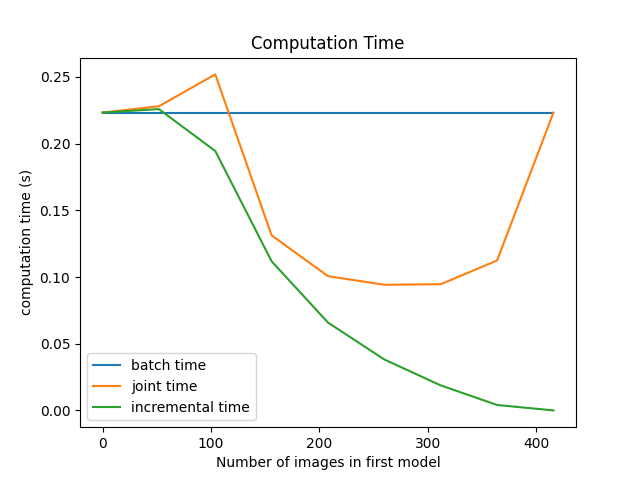 Computation Time
computation time (s)
0.25
0.20
0.15
0.10
0.05
0.00
batch time
joint time
incremental time
0 100 200 300 400
Number of images in first model